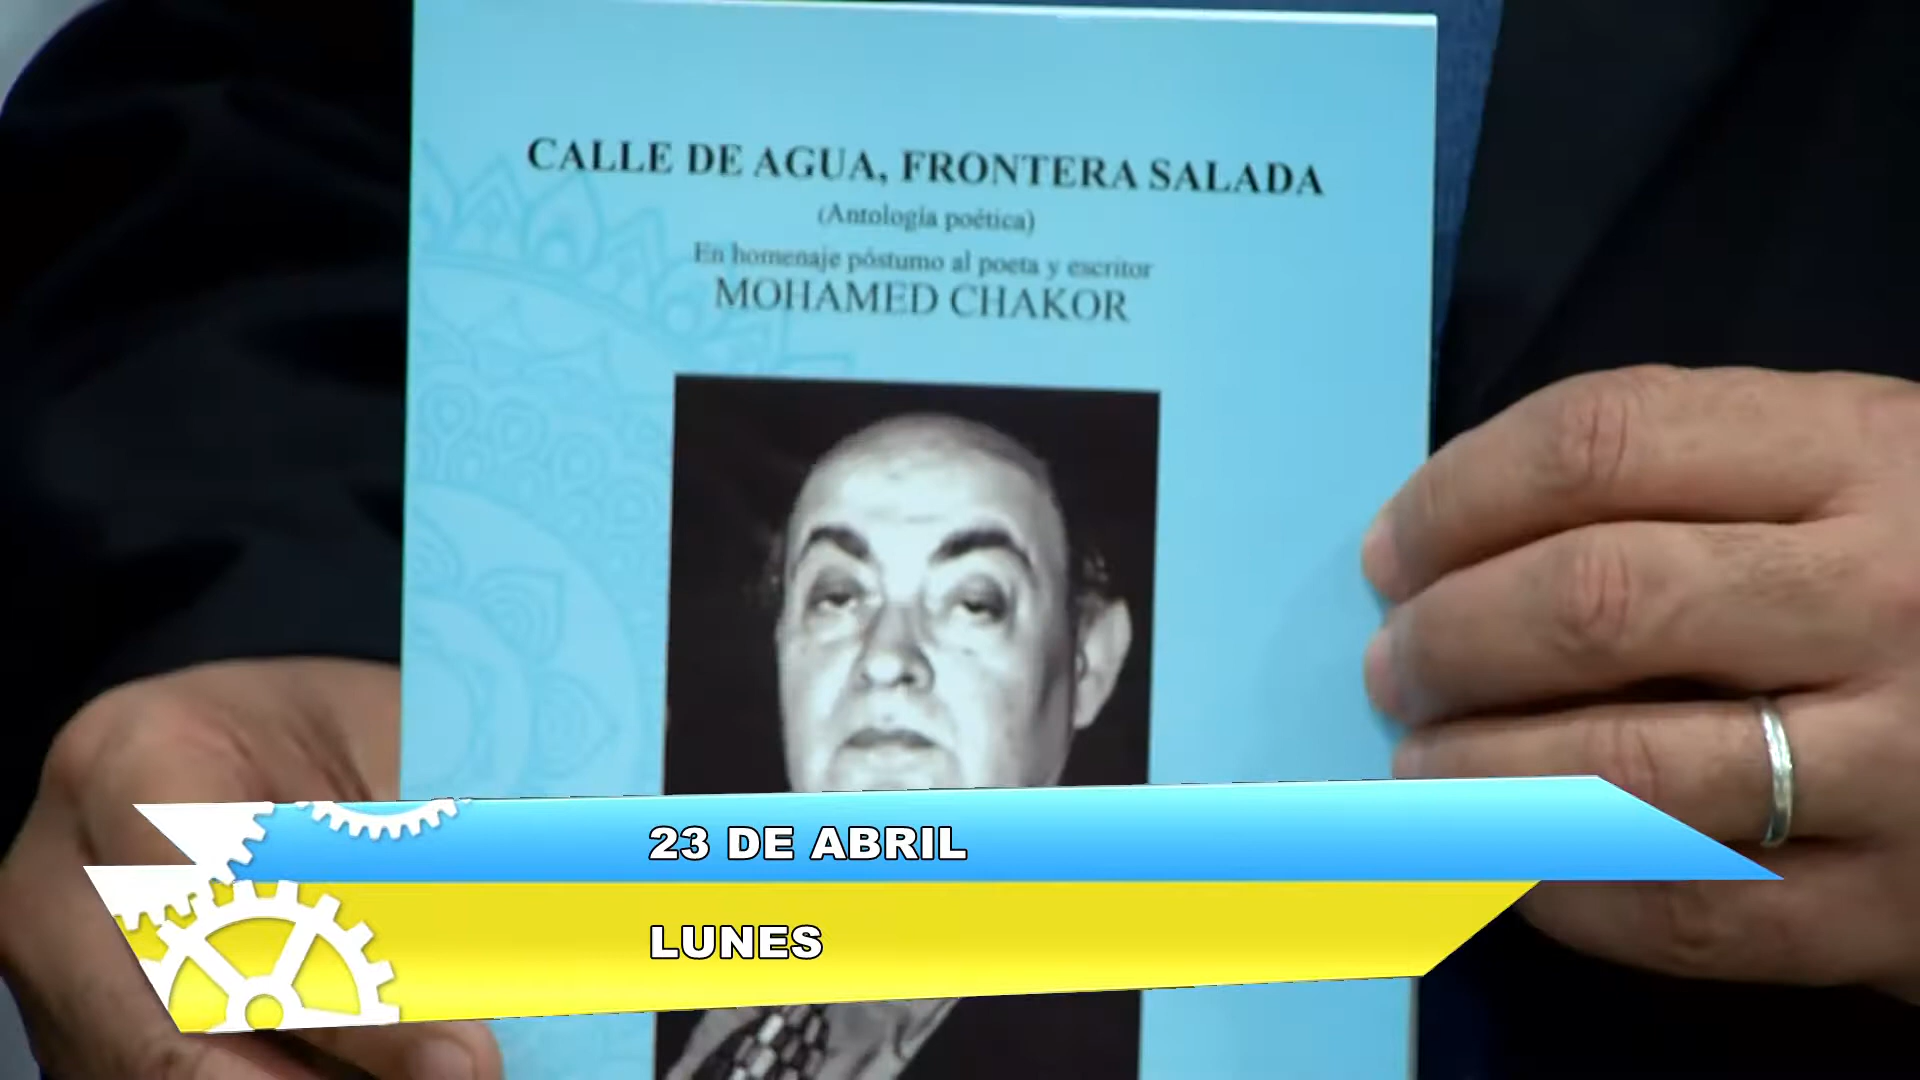 CALLE DE AGUA, FRONTERA SALADA
(Antología poética)
En homenaje póstumo al poeta y escritor
MOHAMED CHAKOR
23 DE ABRIL
LUNES